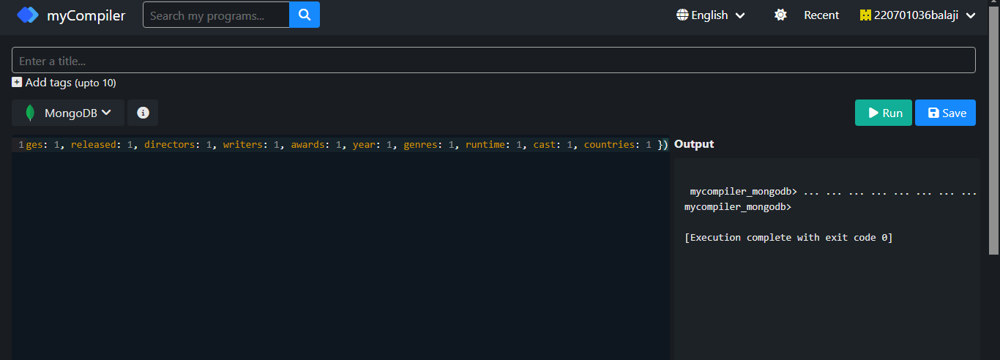 myCompiler Search my programs... English Recent 220701036balaji
Enter a title...
Add tags (upto 10)
MongoDB Run Save
1ges: 1, released: 1, directors: 1, writers: 1, awards: 1, year: 1, genres: 1, runtime: 1, cast: 1, countries: 1 })
Output
mycompiler_mongodb> ... ... ... ... ... ... ... ...
mycompiler_mongodb>
[Execution complete with exit code 0]